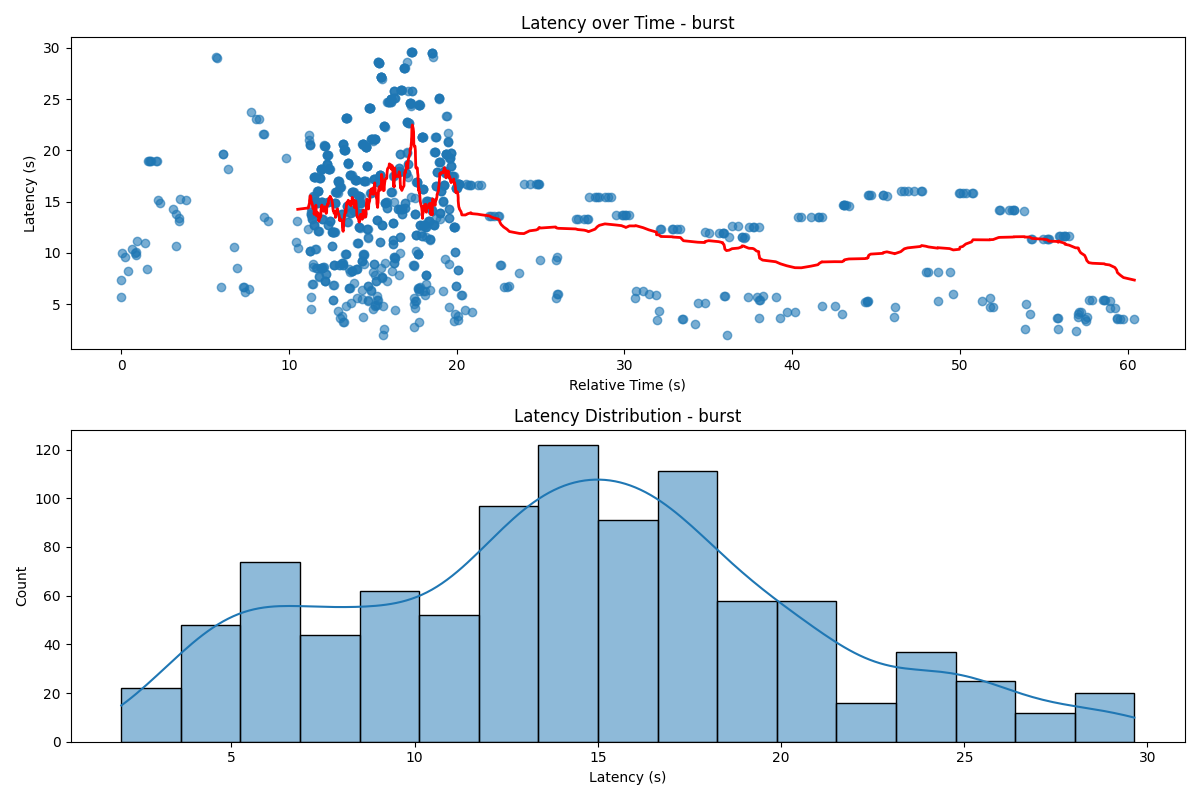 Latency over Time - burst
30
25
20
15
10
5
Latency (s)
0 10 20 30 40 50 60
Relative Time (s)
Latency Distribution - burst
120
100
80
60
40
20
0
Count
5 10 15 20 25 30
Latency (s)